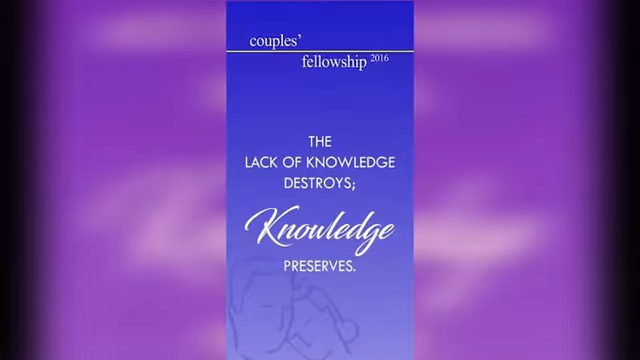 couples'
fellowship 2016
THE
LACK OF KNOWLEDGE
DESTROYS;
Knowledge
PRESERVES.